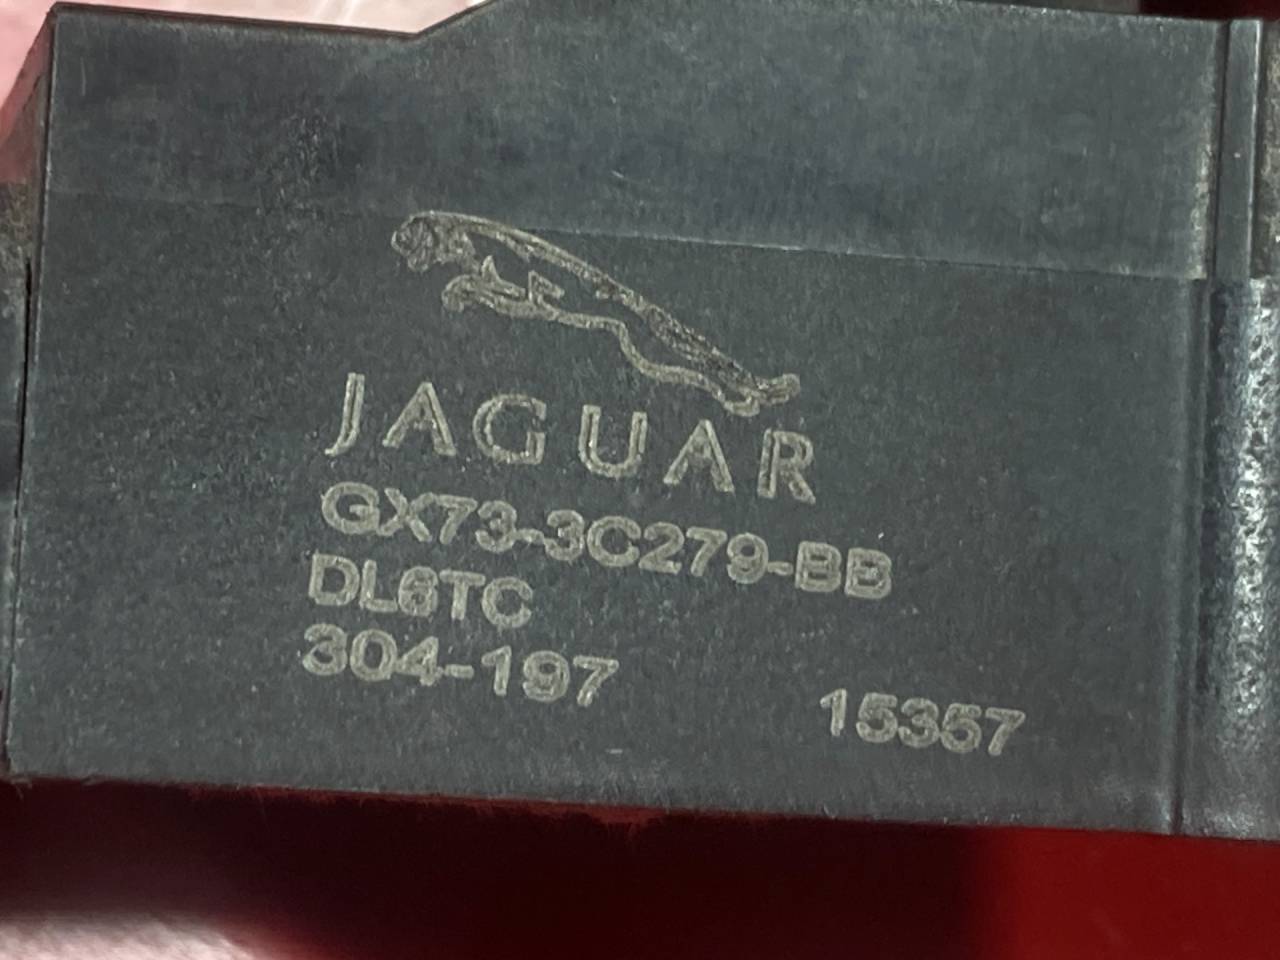 JAGUAR
GX73-3C279-BB
DL6TC
304-197
15357